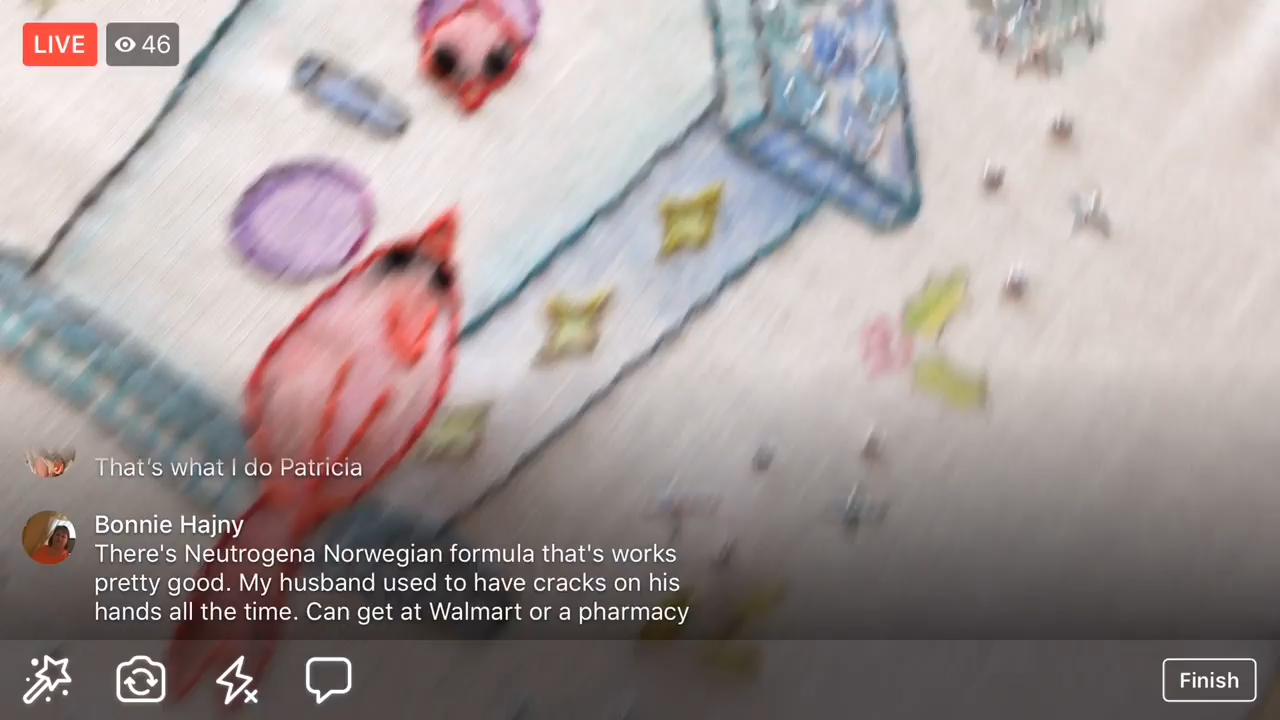 LIVE
46
That's what I do Patricia
Bonnie Hajny
There's Neutrogena Norwegian formula that's works
pretty good. My husband used to have cracks on his
hands all the time. Can get at Walmart or a pharmacy
Finish